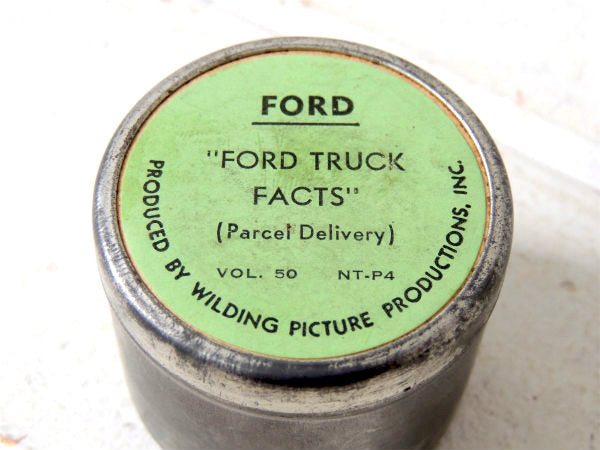 FORD
"FORD TRUCK
FACTS"
(Parcel Delivery)
VOL. 50 NT-P4
PRODUCED BY WILDING PICTURE PRODUCTIONS, INC.